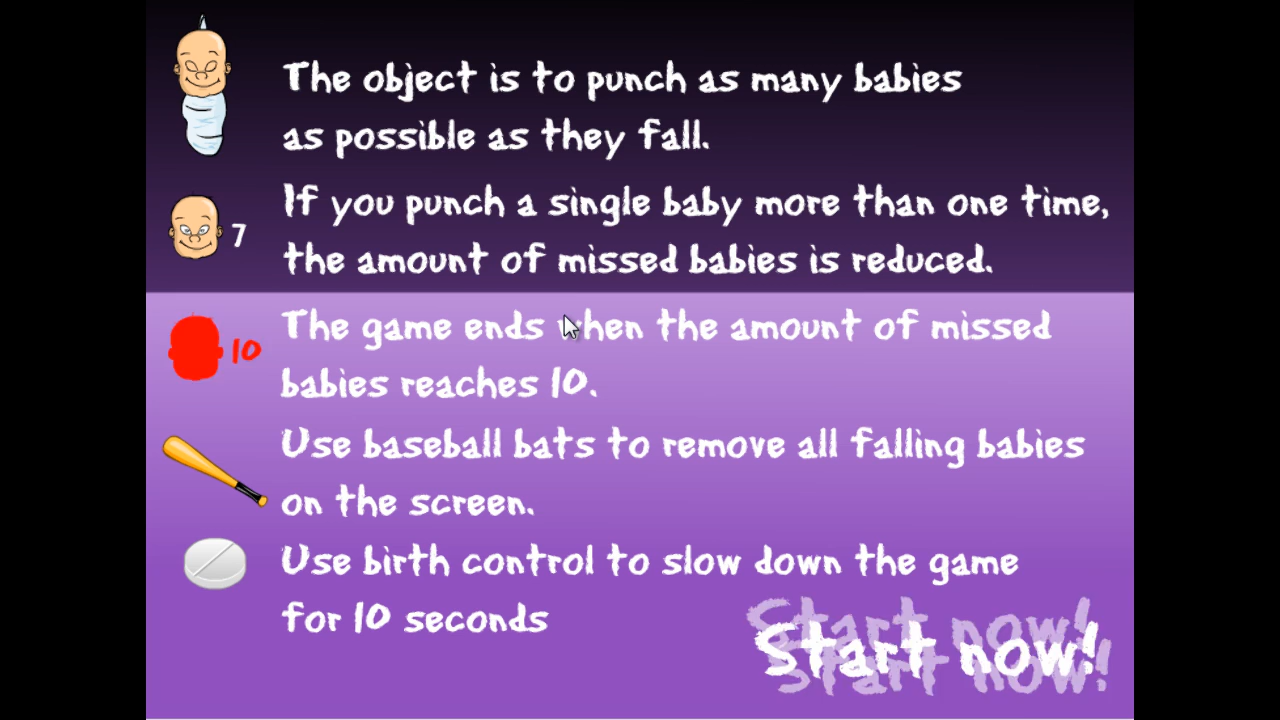 The object is to punch as many babies
as possible as they fall.
7
If you punch a single baby more than one time,
the amount of missed babies is reduced.
10
The game ends when the amount of missed
babies reaches 10.
Use baseball bats to remove all falling babies
on the screen.
Use birth control to slow down the game
for 10 seconds
Start now!